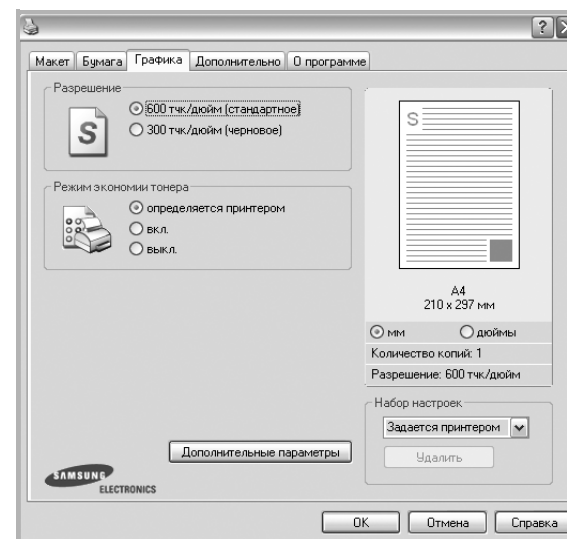 Макет Бумага Графика Дополнительно О программе
Разрешение
600 тчк/дюйм (стандартное)
300 тчк/дюйм (черновое)
S
Режим экономии тонера
определяется принтером
вкл.
выкл.
S
A4
210 x 297 мм
мм дюймы
Количество копий: 1
Разрешение: 600 тчк/дюйм
Набор настроек
Задается принтером
Удалить
Дополнительные параметры
SAMSUNG
ELECTRONICS
OK Отмена Справка